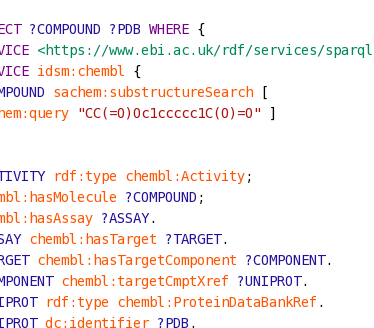 ECT ?COMPOUND ?PDB WHERE {
VICE <https://www.ebi.ac.uk/rdf/services/sparql
VICE idsm:chembl {
MPOUND sachem:substructureSearch [
hem:query "CC(=O)Oc1ccccc1C(O)=O" ]
TIVITY rdf:type chembl:Activity;
mbl:hasMolecule ?COMPOUND;
mbl:hasAssay ?ASSAY.
SAY chembl:hasTarget ?TARGET.
RGET chembl:hasTargetComponent ?COMPONENT.
MPONENT chembl:targetCmptXref ?UNIPROT.
IPROT rdf:type chembl:ProteinDataBankRef.
IPROT dc:identifier ?PDB.